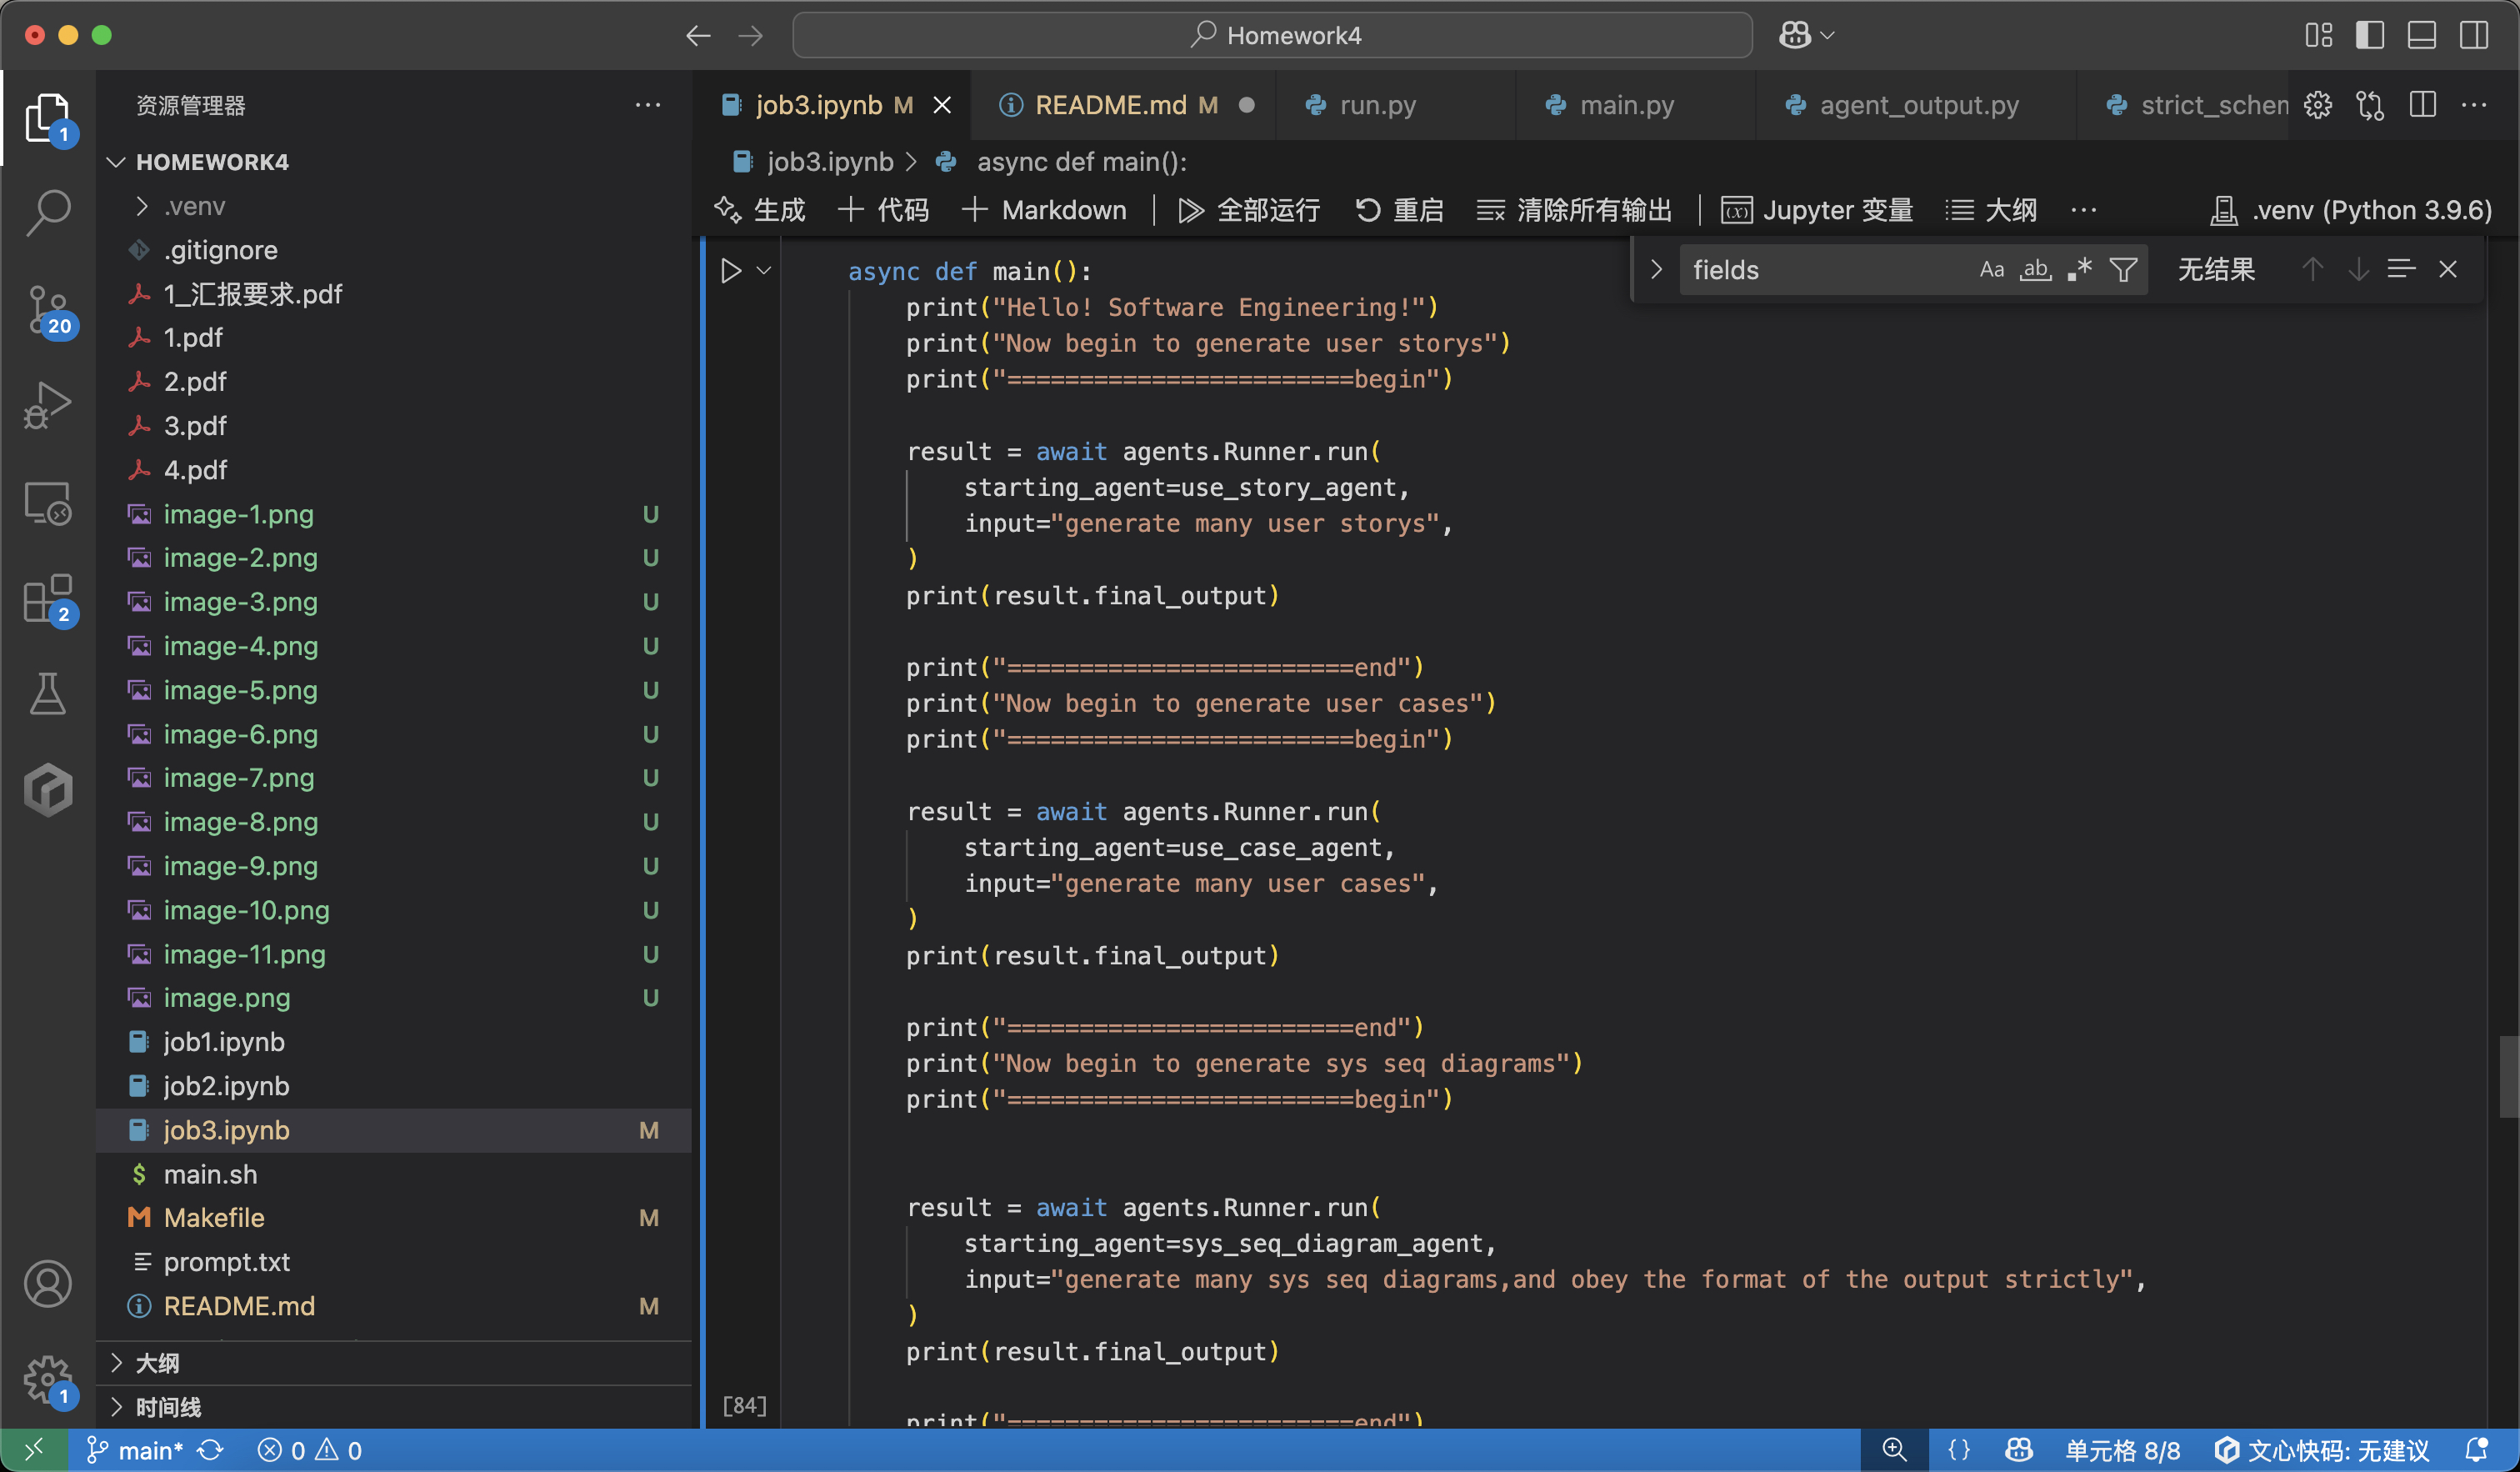 Homework4
资源管理器
HOMEWORK4
.venv
.gitignore
1_汇报要求.pdf
1.pdf
2.pdf
3.pdf
4.pdf
image-1.png U
image-2.png U
image-3.png U
image-4.png U
image-5.png U
image-6.png U
image-7.png U
image-8.png U
image-9.png U
image-10.png U
image-11.png U
image.png U
job1.ipynb
job2.ipynb
job3.ipynb M
main.sh
Makefile M
prompt.txt
README.md M
大纲
时间线
1
20
2
1
job3.ipynb M README.md M run.py main.py agent_output.py strict_schem
job3.ipynb > async def main():
生成 代码 Markdown 全部运行 重启 清除所有输出 Jupyter 变量 大纲 ... .venv (Python 3.9.6)
fields Aa ab .* 无结果
async def main():
print("Hello! Software Engineering!")
print("Now begin to generate user storys")
print("========================begin")
result = await agents.Runner.run(
starting_agent=use_story_agent,
input="generate many user storys",
)
print(result.final_output)
print("========================end")
print("Now begin to generate user cases")
print("========================begin")
result = await agents.Runner.run(
starting_agent=use_case_agent,
input="generate many user cases",
)
print(result.final_output)
print("========================end")
print("Now begin to generate sys seq diagrams")
print("========================begin")
result = await agents.Runner.run(
starting_agent=sys_seq_diagram_agent,
input="generate many sys seq diagrams,and obey the format of the output strictly",
)
print(result.final_output)
print("========================end")
[84]
main* 0 0 {} 单元格 8/8 文心快码: 无建议